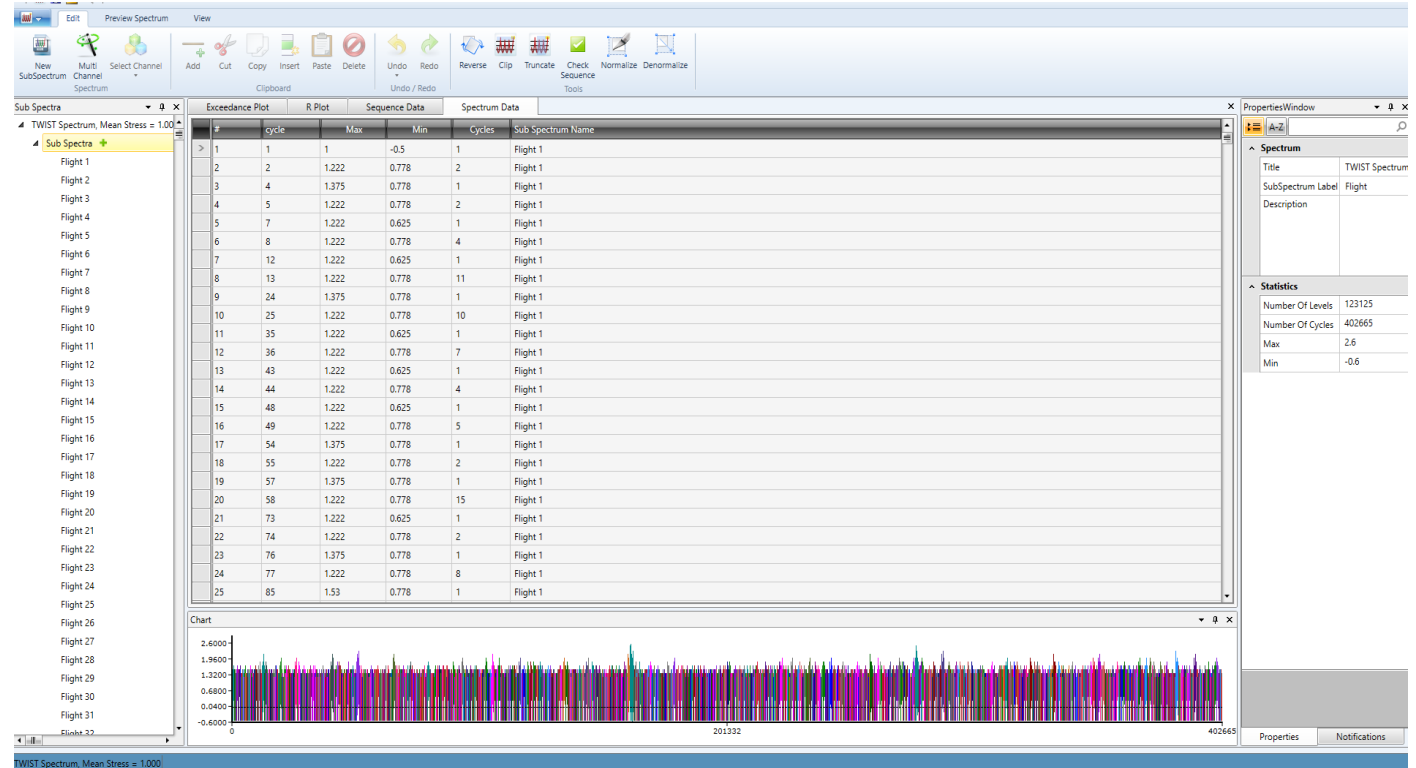 Edit Preview Spectrum View
New SubSpectrum Multi Channel Select Channel Add Cut Copy Insert Paste Delete Undo Redo Reverse Clip Truncate Check Sequence Normalize Denormalize
Spectrum Clipboard Undo / Redo Tools
Sub Spectra
TWIST Spectrum, Mean Stress = 1.00
Sub Spectra
Flight 1
Flight 2
Flight 3
Flight 4
Flight 5
Flight 6
Flight 7
Flight 8
Flight 9
Flight 10
Flight 11
Flight 12
Flight 13
Flight 14
Flight 15
Flight 16
Flight 17
Flight 18
Flight 19
Flight 20
Flight 21
Flight 22
Flight 23
Flight 24
Flight 25
Flight 26
Flight 27
Flight 28
Flight 29
Flight 30
Flight 31
Flight 32
Exceedance Plot R Plot Sequence Data Spectrum Data
# cycle Max Min Cycles Sub Spectrum Name
1 1 1 -0.5 1 Flight 1
2 2 1.222 0.778 2 Flight 1
3 4 1.375 0.778 1 Flight 1
4 5 1.222 0.778 2 Flight 1
5 7 1.222 0.625 1 Flight 1
6 8 1.222 0.778 4 Flight 1
7 12 1.222 0.625 1 Flight 1
8 13 1.222 0.778 11 Flight 1
9 24 1.375 0.778 1 Flight 1
10 25 1.222 0.778 10 Flight 1
11 35 1.222 0.625 1 Flight 1
12 36 1.222 0.778 7 Flight 1
13 43 1.222 0.625 1 Flight 1
14 44 1.222 0.778 4 Flight 1
15 48 1.222 0.625 1 Flight 1
16 49 1.222 0.778 5 Flight 1
17 54 1.375 0.778 1 Flight 1
18 55 1.222 0.778 2 Flight 1
19 57 1.375 0.778 1 Flight 1
20 58 1.222 0.778 15 Flight 1
21 73 1.222 0.625 1 Flight 1
22 74 1.222 0.778 2 Flight 1
23 76 1.375 0.778 1 Flight 1
24 77 1.222 0.778 8 Flight 1
25 85 1.53 0.778 1 Flight 1
Chart
2.6000
1.9600
1.3200
0.6800
0.0400
-0.6000
0 201332 402665
PropertiesWindow
A-Z
Spectrum
Title TWIST Spectrum
SubSpectrum Label Flight
Description
Statistics
Number Of Levels 123125
Number Of Cycles 402665
Max 2.6
Min -0.6
Properties Notifications
TWIST Spectrum, Mean Stress = 1.000